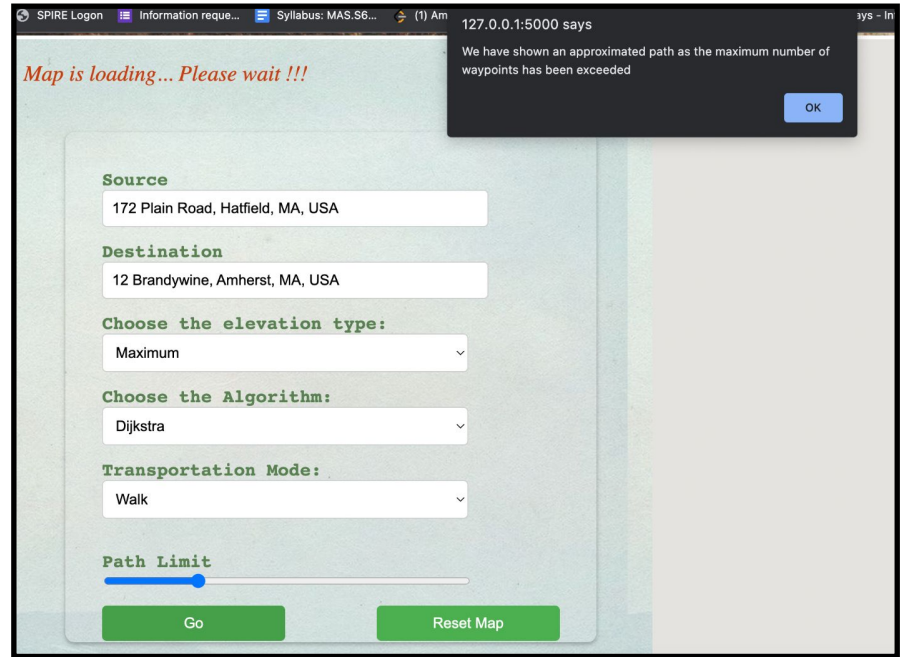 SPIRE Logon
Information reque...
Syllabus: MAS.S6...
(1) Am
ays - In
127.0.0.1:5000 says
We have shown an approximated path as the maximum number of
waypoints has been exceeded
OK
Map is loading... Please wait !!!
Source
172 Plain Road, Hatfield, MA, USA
Destination
12 Brandywine, Amherst, MA, USA
Choose the elevation type:
Maximum
Choose the Algorithm:
Dijkstra
Transportation Mode:
Walk
Path Limit
Go
Reset Map